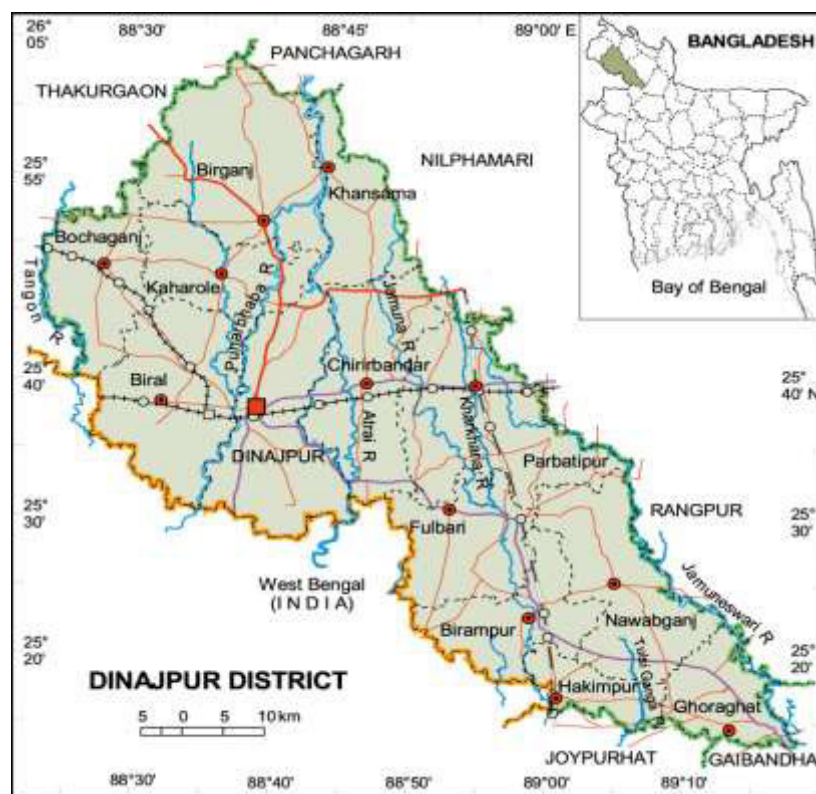 26
05'
88°30'
88°45'
89°00' E
PANCHAGARH
BANGLADESH
THAKURGAON
25
55'
Birganj
NILPHAMARI
Khansama
Bochaganj
Kaharole
Punarbhaba R
Jamuna R
Bay of Bengal
Tangon R
25
40'
Chirirbandar
25°
40' N
Biral
Atrai R
Kharkhana R
DINAJPUR
Parbatipur
25
30'
RANGPUR
25°
30'
Fulbari
West Bengal
(INDIA)
Jamuneswari R
25
20'
Birampur
Nawabganj
25°
20'
Tulsi Ganga R
DINAJPUR DISTRICT
Hakimpur
Ghoraghat
5 0 5 10 km
JOYPURHAT
GAIBANDHA
88°30'
88°40'
88°50'
89°00'
89°10'